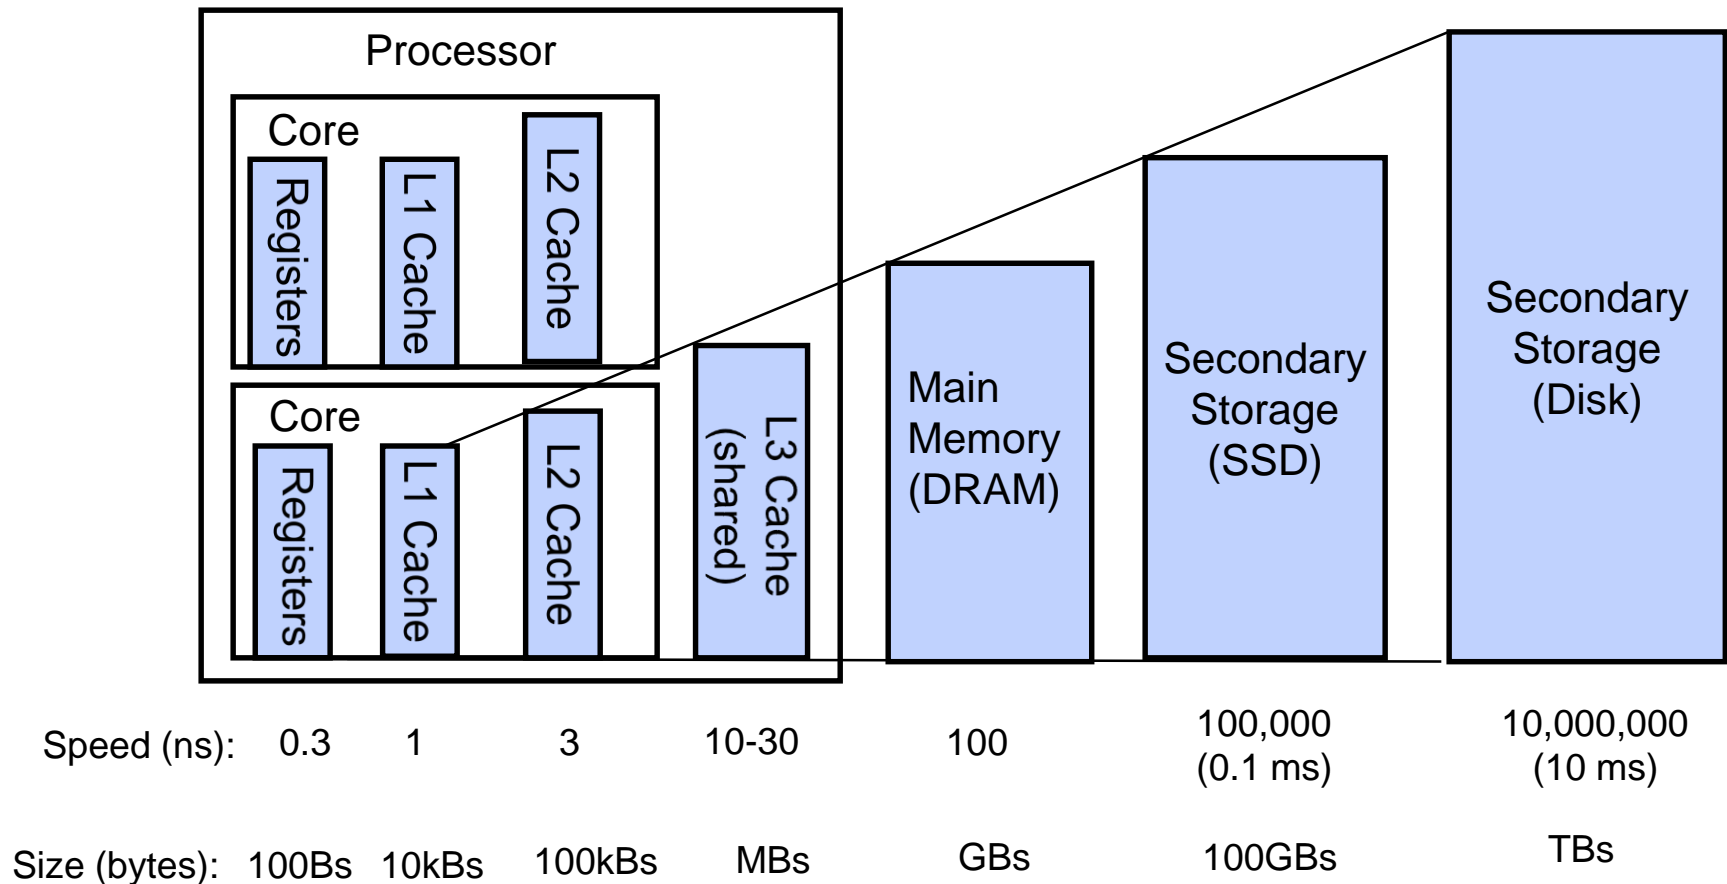 Processor
Core
Registers
L1 Cache
L2 Cache
Core
Registers
L1 Cache
L2 Cache
L3 Cache
(shared)
Main
Memory
(DRAM)
Secondary
Storage
(SSD)
Secondary
Storage
(Disk)
Speed (ns): 0.3 1 3 10-30 100 100,000 10,000,000
(0.1 ms) (10 ms)
Size (bytes): 100Bs 10kBs 100kBs MBs GBs 100GBs TBs